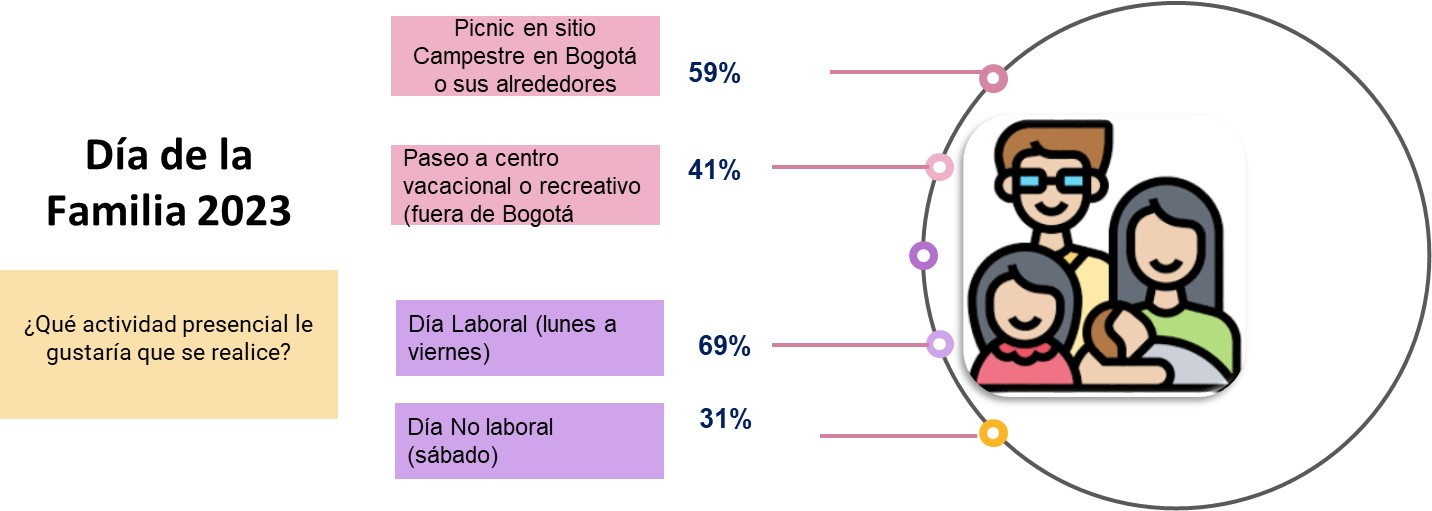 Día de la
Familia 2023
¿Qué actividad presencial le
gustaría que se realice?
Picnic en sitio
Campestre en Bogotá
o sus alrededores
59%
Paseo a centro
vacacional o recreativo
(fuera de Bogotá
41%
Día Laboral (lunes a
viernes)
69%
Día No laboral
(sábado)
31%